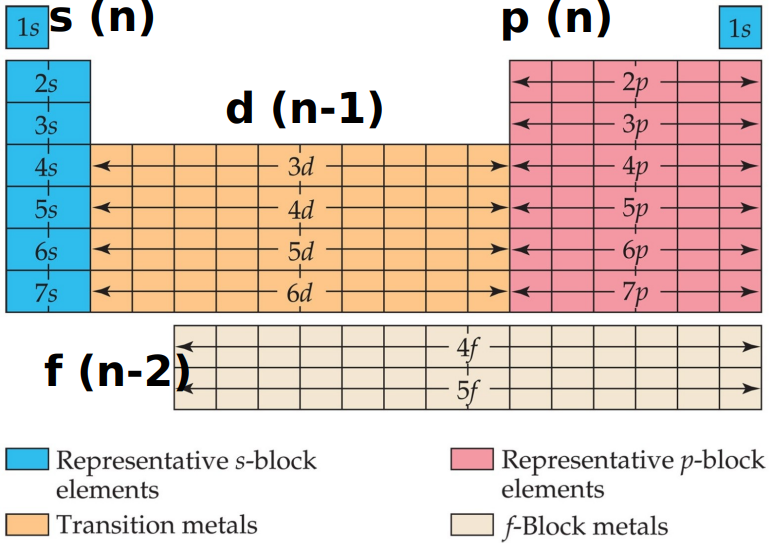 1s s (n) p (n) 1s
2s 2p
d (n-1)
3s 3p
4s 3d 4p
5s 4d 5p
6s 5d 6p
7s 6d 7p
4f
f (n-2)
5f
Representative s-block
elements
Representative p-block
elements
Transition metals
f-Block metals